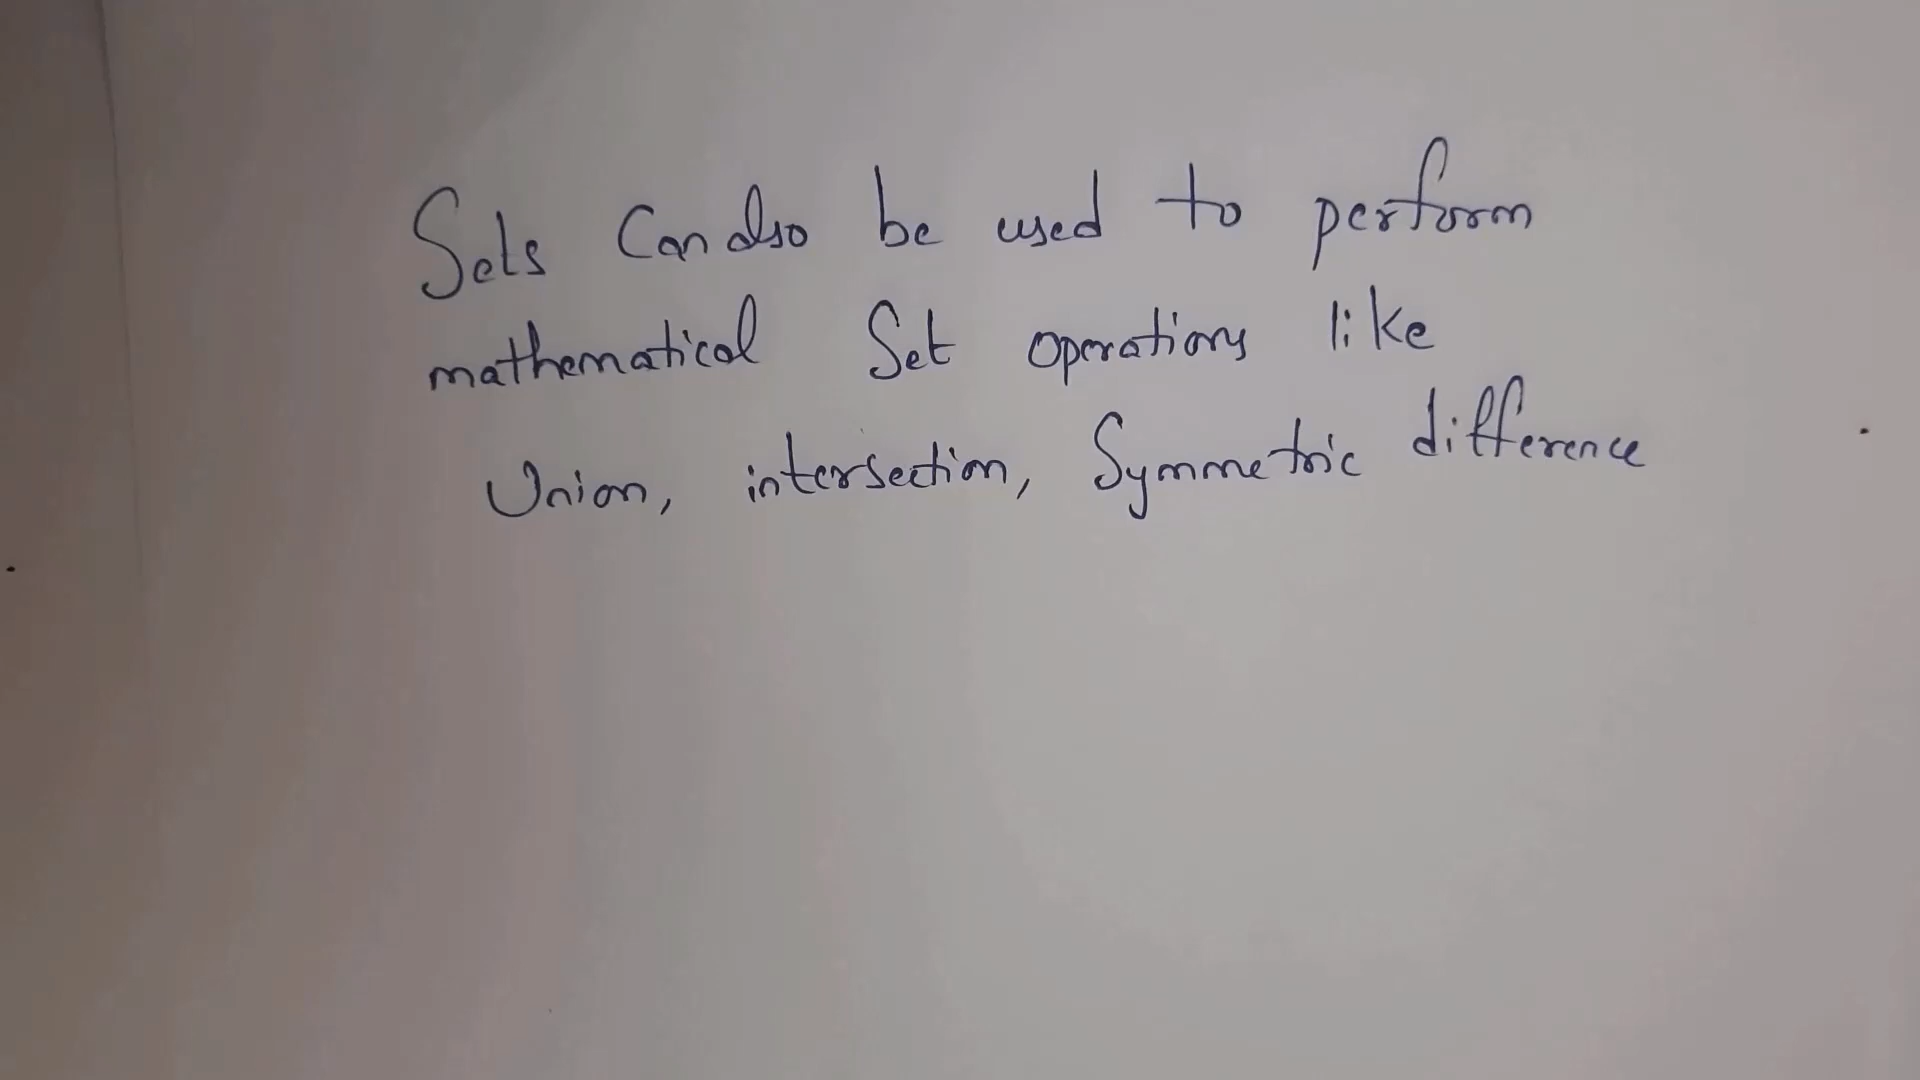 Sets Can also be used to perform
mathematical Set operations like
Union, intersection, Symmetric difference